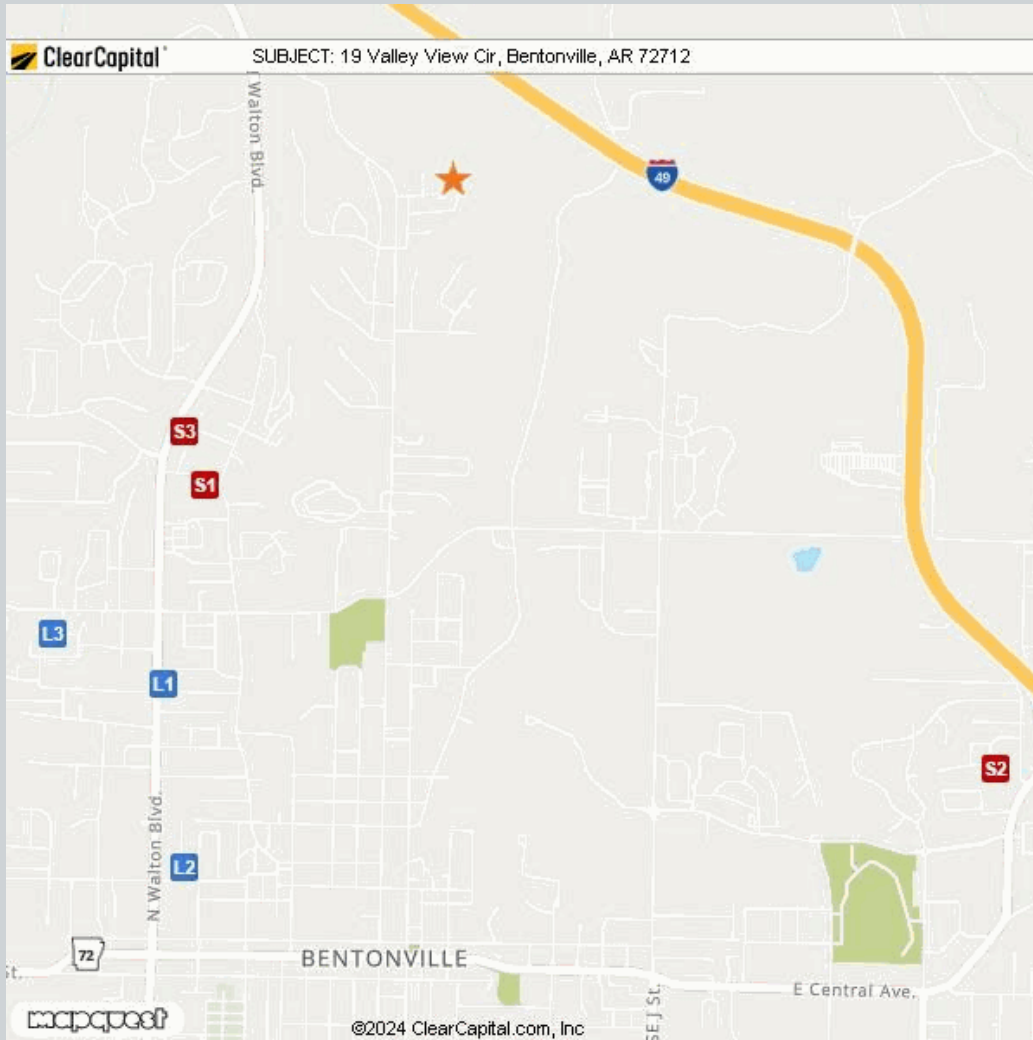 ClearCapital
SUBJECT: 19 Valley View Cir, Bentonville, AR 72712
Walton Blvd.
49
S3
S1
L3
L1
S2
N Walton Blvd.
L2
72
BENTONVILLE
St.
E Central Ave.
SE J St.
mapquest
©2024 ClearCapital.com, Inc